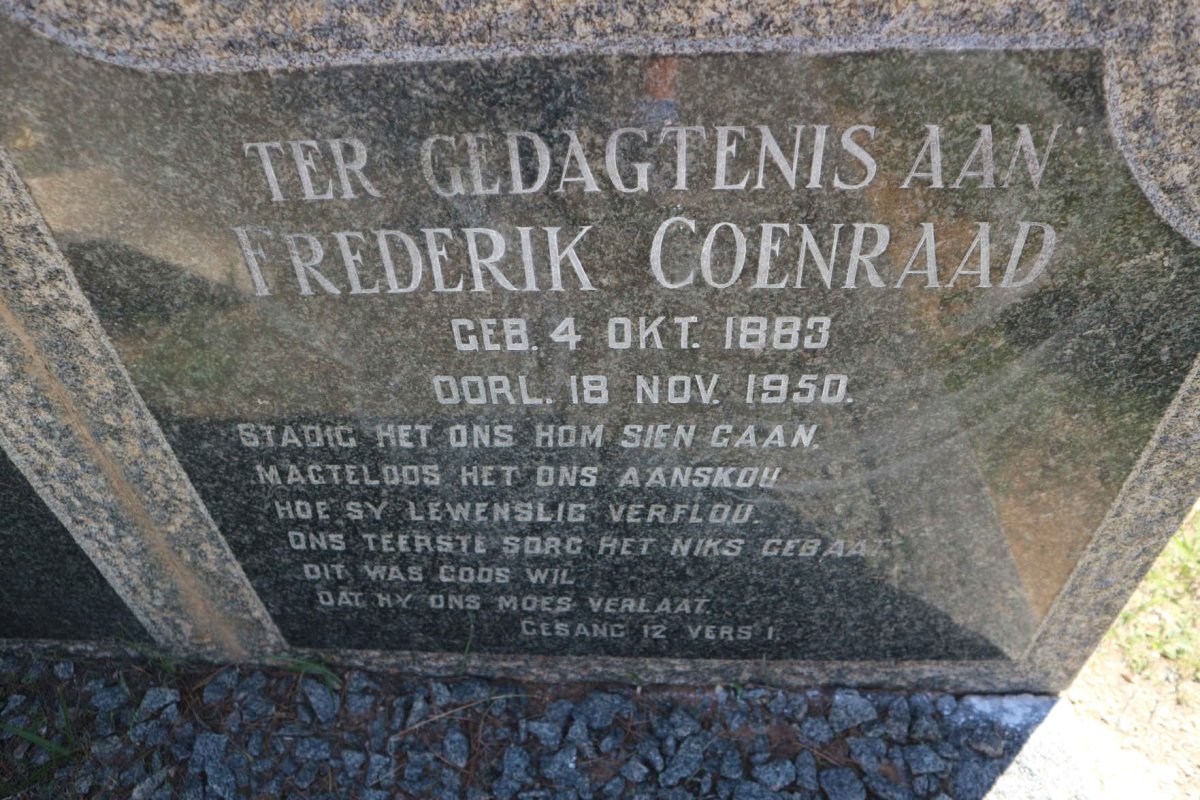 TER GEDAGTENIS AAN
FREDERIK COENRAAD
GEB. 4 OKT. 1883
OORL. 18 NOV. 1950.
STADIG HET ONS HOM SIEN GAAN.
MAGTELOOS HET ONS AANSKOU
HOE SY LEWENSLIG VERFLOU.
ONS TEERSTE SORG HET NIKS GEBAAT
DIT WAS GODS WIL
DAT HY ONS MOES VERLAAT.
GESANG 12 VERS 1